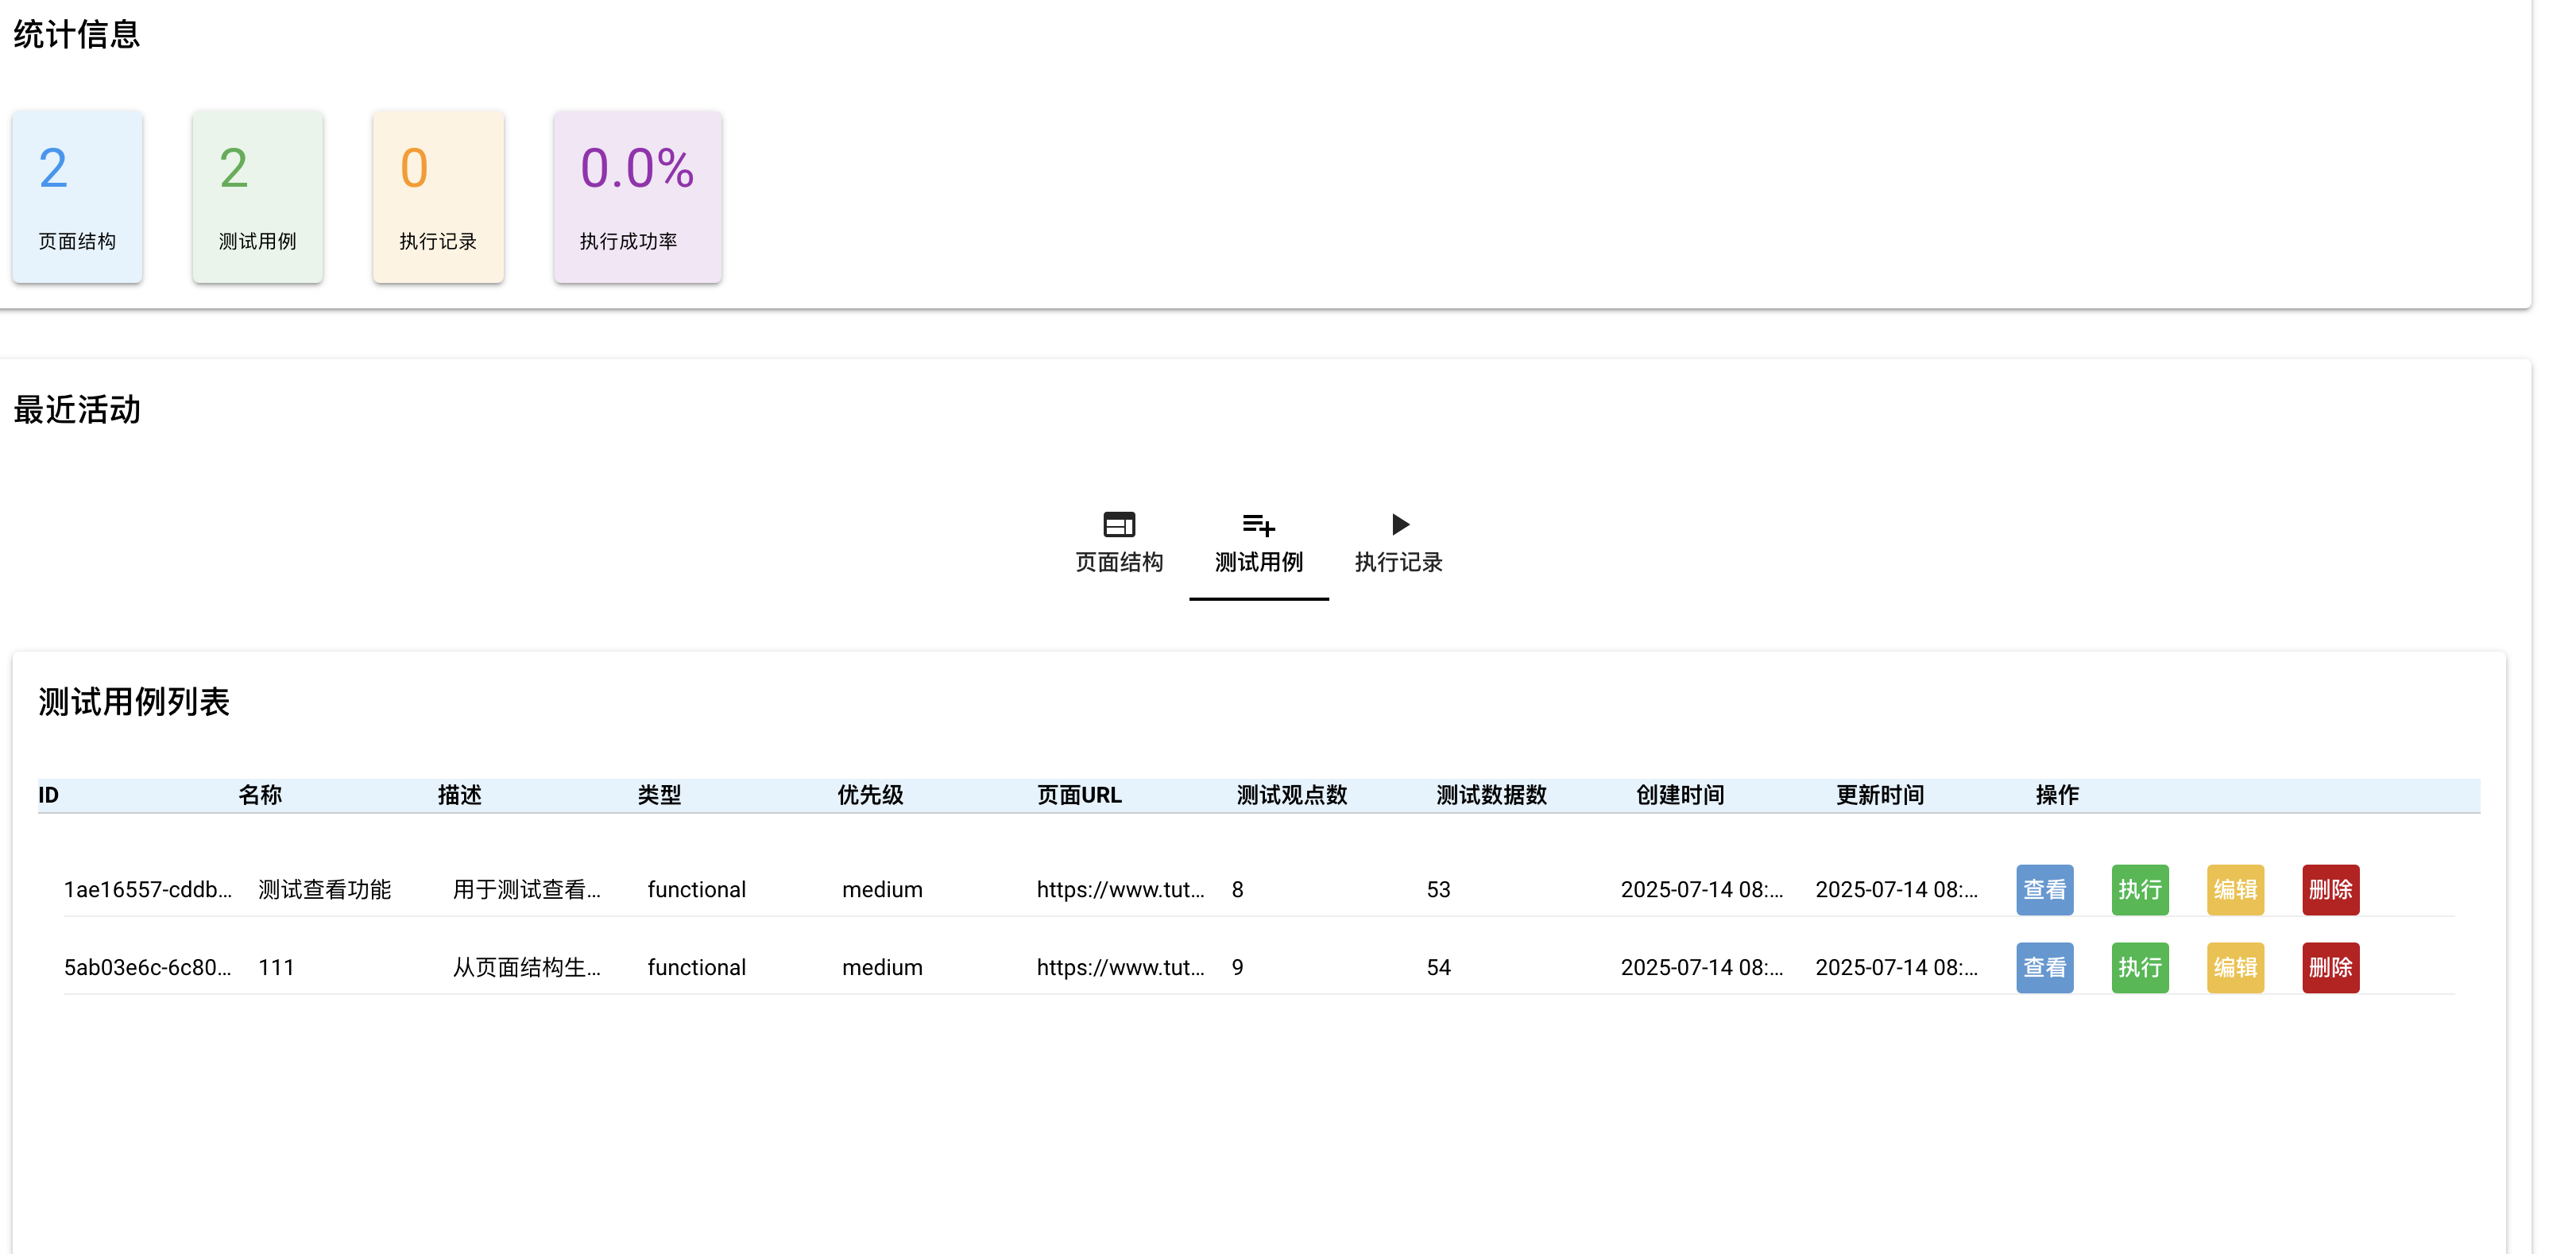 统计信息
2 2 0 0.0%
页面结构 测试用例 执行记录 执行成功率
最近活动
页面结构 测试用例 执行记录
测试用例列表
ID 名称 描述 类型 优先级 页面URL 测试观点数 测试数据数 创建时间 更新时间 操作
1ae16557-cddb... 测试查看功能 用于测试查看... functional medium https://www.tut... 8 53 2025-07-14 08:... 2025-07-14 08:... 查看 执行 编辑 删除
5ab03e6c-6c80... 111 从页面结构生... functional medium https://www.tut... 9 54 2025-07-14 08:... 2025-07-14 08:... 查看 执行 编辑 删除